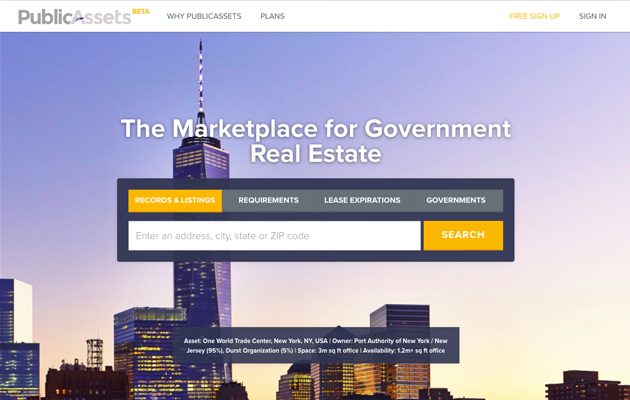 PublicAssets BETA
WHY PUBLICASSETS
PLANS
FREE SIGN UP
SIGN IN
The Marketplace for Government
Real Estate
RECORDS & LISTINGS
REQUIREMENTS
LEASE EXPIRATIONS
GOVERNMENTS
Enter an address, city, state or ZIP code
SEARCH
Asset: One World Trade Center, New York, NY, USA | Owner: Port Authority of New York / New
Jersey (95%), Durst Organization (5%) | Space: 3m sq ft office | Availability: 1.2m+ sq ft office